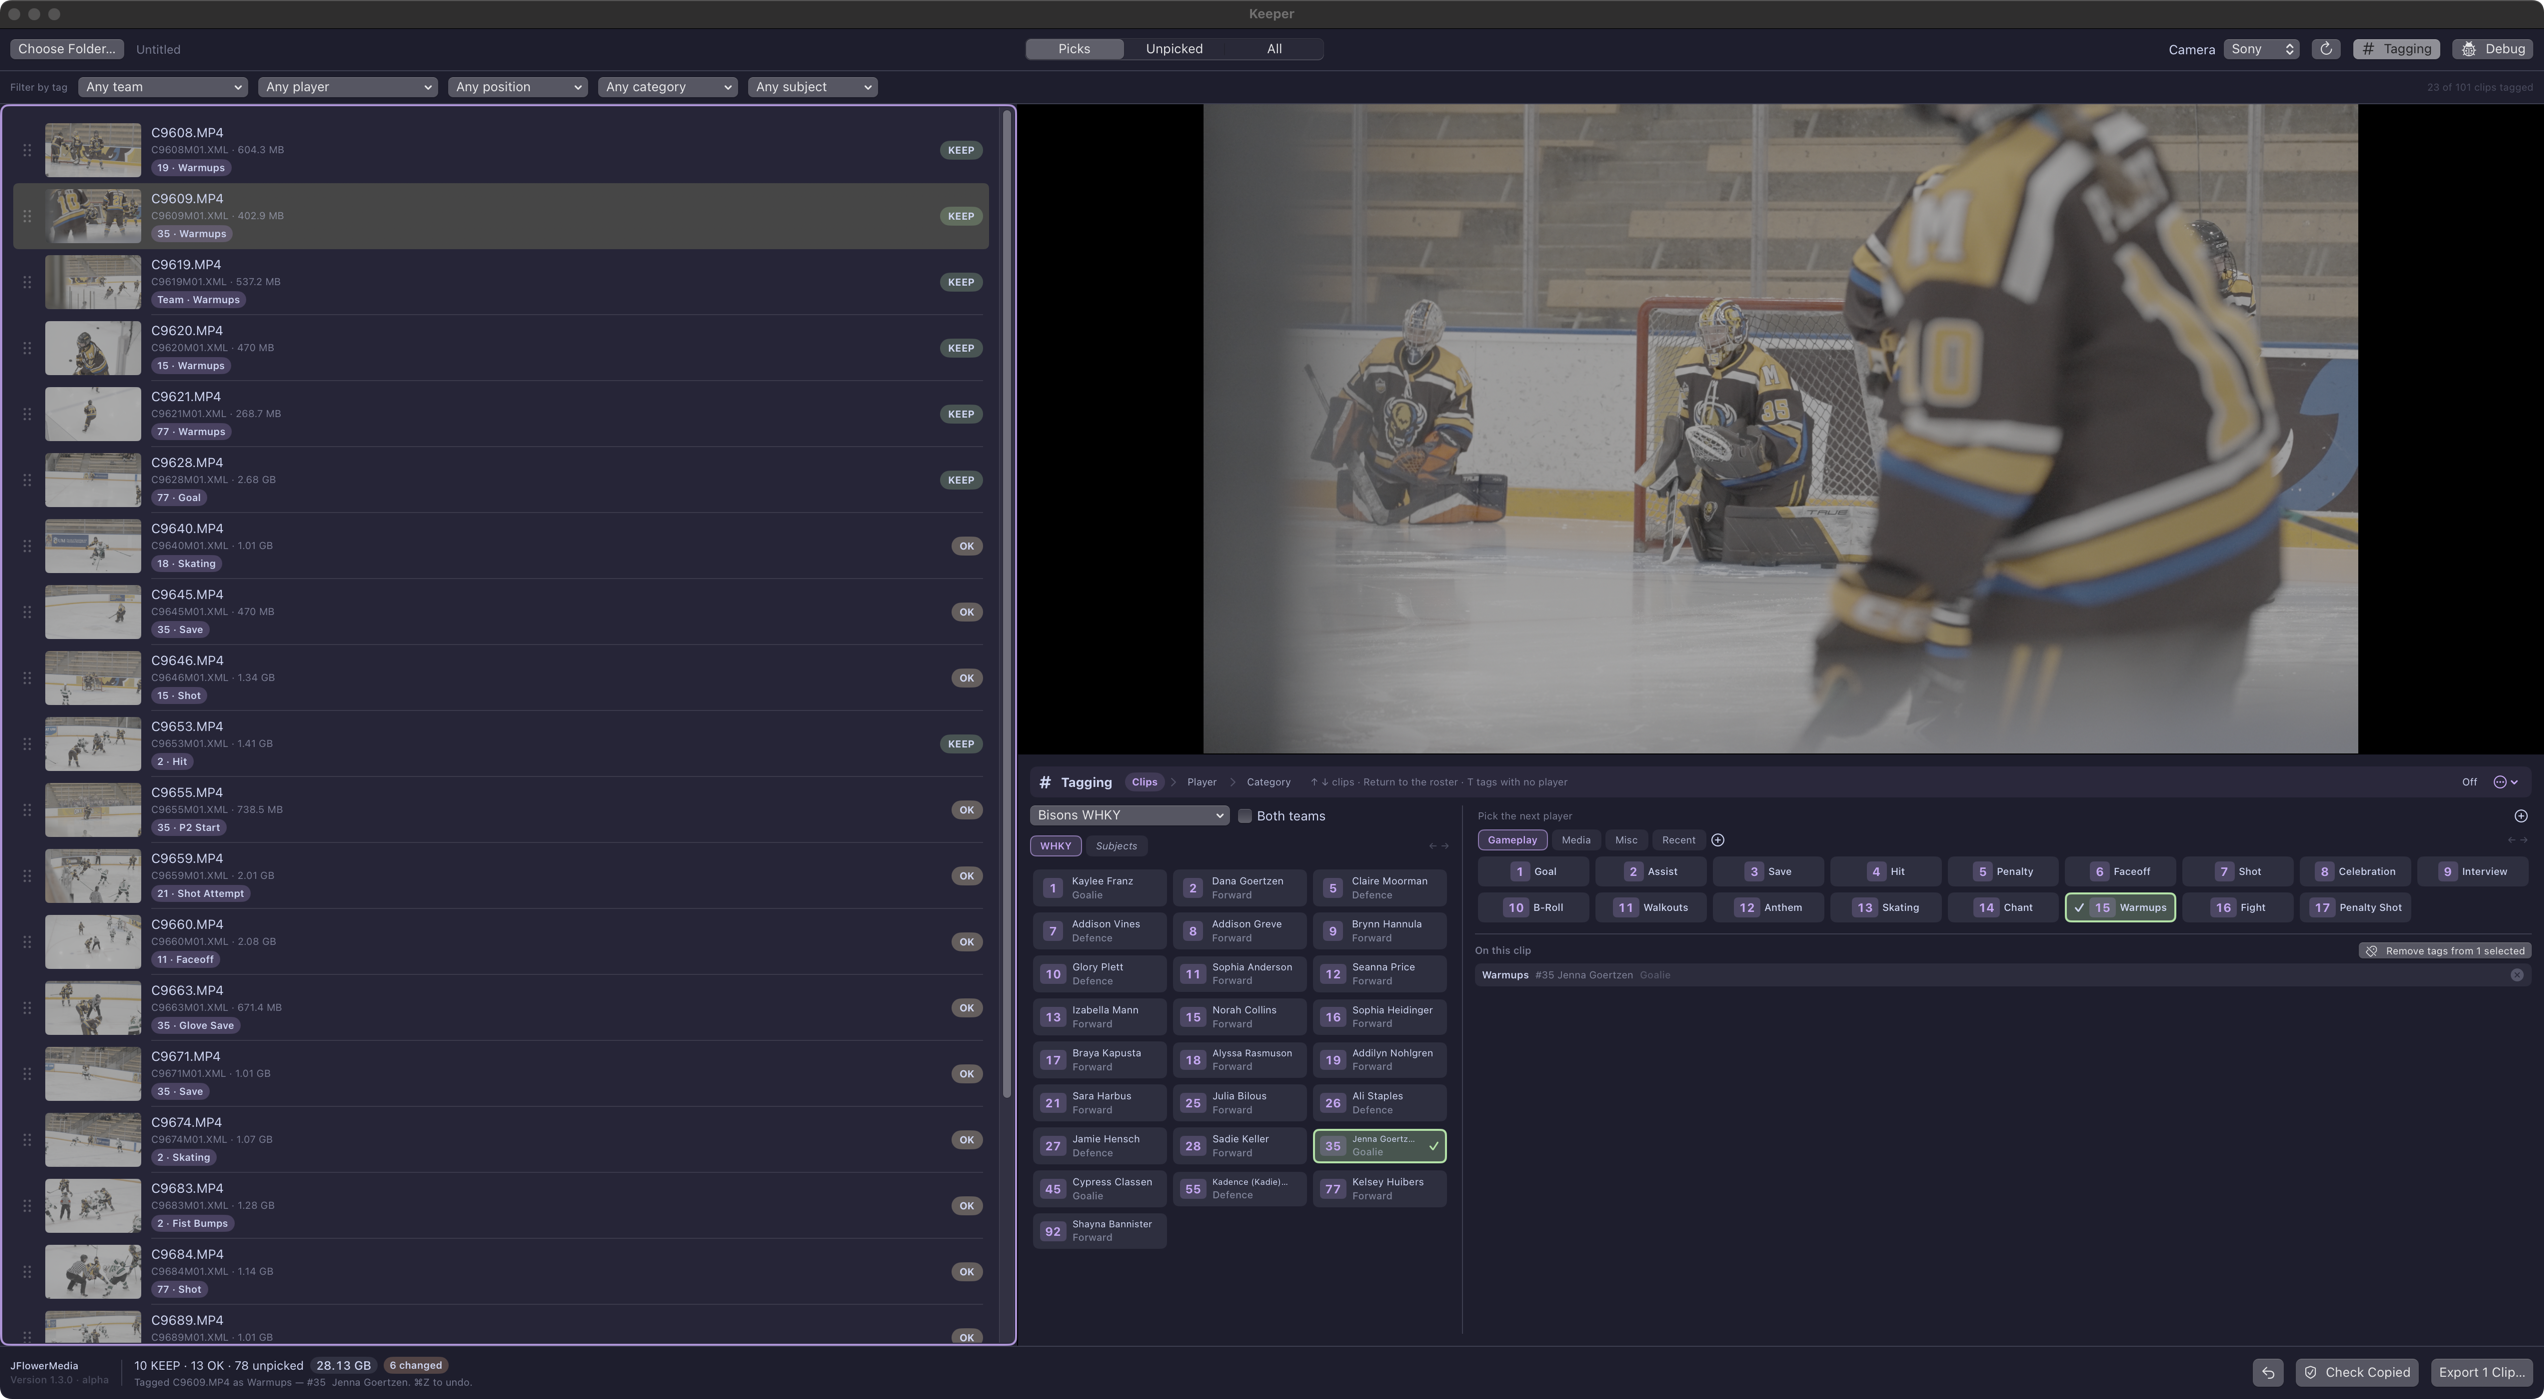 Keeper
Choose Folder... Untitled Picks Unpicked All Camera Sony # Tagging Debug
Filter by tag Any team Any player Any position Any category Any subject 23 of 101 clips tagged
C9608.MP4
C9608M01.XML · 604.3 MB
19 · Warmups
KEEP
C9609.MP4
C9609M01.XML · 402.9 MB
35 · Warmups
KEEP
C9619.MP4
C9619M01.XML · 537.2 MB
Team · Warmups
KEEP
C9620.MP4
C9620M01.XML · 470 MB
15 · Warmups
KEEP
C9621.MP4
C9621M01.XML · 268.7 MB
77 · Warmups
KEEP
C9628.MP4
C9628M01.XML · 2.68 GB
77 · Goal
KEEP
C9640.MP4
C9640M01.XML · 1.01 GB
18 · Skating
OK
C9645.MP4
C9645M01.XML · 470 MB
35 · Save
OK
C9646.MP4
C9646M01.XML · 1.34 GB
15 · Shot
OK
C9653.MP4
C9653M01.XML · 1.41 GB
2 · Hit
KEEP
C9655.MP4
C9655M01.XML · 738.5 MB
35 · P2 Start
OK
C9659.MP4
C9659M01.XML · 2.01 GB
21 · Shot Attempt
OK
C9660.MP4
C9660M01.XML · 2.08 GB
11 · Faceoff
OK
C9663.MP4
C9663M01.XML · 671.4 MB
35 · Glove Save
OK
C9671.MP4
C9671M01.XML · 1.01 GB
35 · Save
OK
C9674.MP4
C9674M01.XML · 1.07 GB
2 · Skating
OK
C9683.MP4
C9683M01.XML · 1.28 GB
2 · Fist Bumps
OK
C9684.MP4
C9684M01.XML · 1.14 GB
77 · Shot
OK
C9689.MP4
C9689M01.XML · 1.01 GB
OK
M
10
M
35
TRUE
# Tagging Clips > Player > Category ↑ ↓ clips · Return to the roster · T tags with no player Off
Bisons WHKY Both teams
WHKY Subjects ← →
1 Kaylee Franz Goalie
2 Dana Goertzen Forward
5 Claire Moorman Defence
7 Addison Vines Defence
8 Addison Greve Forward
9 Brynn Hannula Forward
10 Glory Plett Defence
11 Sophia Anderson Forward
12 Seanna Price Forward
13 Izabella Mann Forward
15 Norah Collins Forward
16 Sophia Heidinger Forward
17 Braya Kapusta Forward
18 Alyssa Rasmuson Forward
19 Addilyn Nohlgren Forward
21 Sara Harbus Forward
25 Julia Bilous Forward
26 Ali Staples Defence
27 Jamie Hensch Defence
28 Sadie Keller Forward
35 Jenna Goertz... Goalie ✓
45 Cypress Classen Goalie
55 Kadence (Kadie)... Defence
77 Kelsey Huibers Forward
92 Shayna Bannister Forward
Pick the next player
Gameplay Media Misc Recent ← →
1 Goal 2 Assist 3 Save 4 Hit 5 Penalty 6 Faceoff 7 Shot 8 Celebration 9 Interview
10 B-Roll 11 Walkouts 12 Anthem 13 Skating 14 Chant ✓ 15 Warmups 16 Fight 17 Penalty Shot
On this clip Remove tags from 1 selected
Warmups #35 Jenna Goertzen Goalie
JFlowerMedia
Version 1.3.0 · alpha
10 KEEP · 13 OK · 78 unpicked 28.13 GB 6 changed
Tagged C9609.MP4 as Warmups — #35 Jenna Goertzen. ⌘Z to undo.
Check Copied Export 1 Clip...